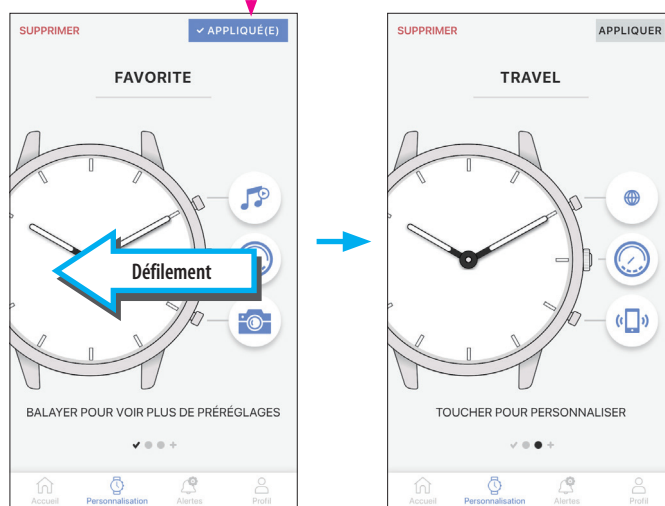 SUPPRIMER
✓ APPLIQUÉ(E)
FAVORITE
Défilement
BALAYER POUR VOIR PLUS DE PRÉRÉGLAGES
Accueil
Personnalisation
Alertes
Profil
SUPPRIMER
APPLIQUER
TRAVEL
TOUCHER POUR PERSONNALISER
Accueil
Personnalisation
Alertes
Profil